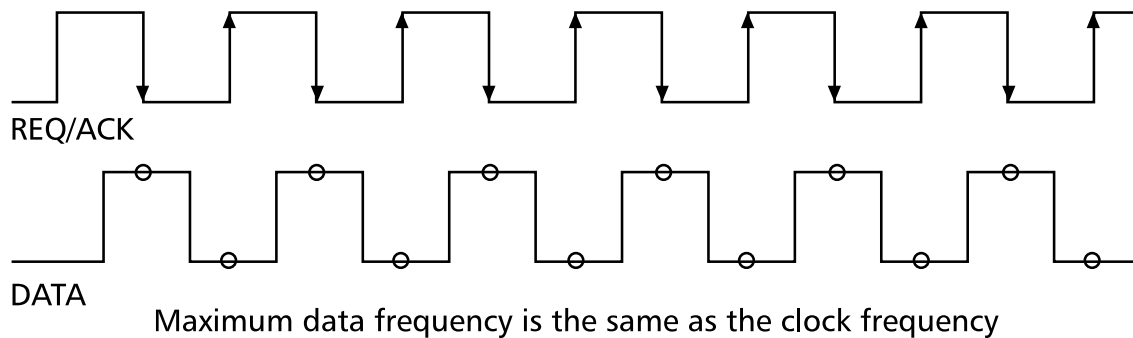 REQ/ACK
DATA
Maximum data frequency is the same as the clock frequency